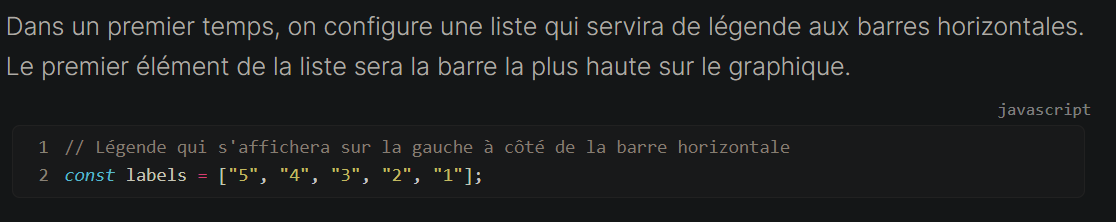 Dans un premier temps, on configure une liste qui servira de légende aux barres horizontales.
Le premier élément de la liste sera la barre la plus haute sur le graphique.
javascript
1 // Légende qui s'affichera sur la gauche à côté de la barre horizontale
2 const labels = ["5", "4", "3", "2", "1"];